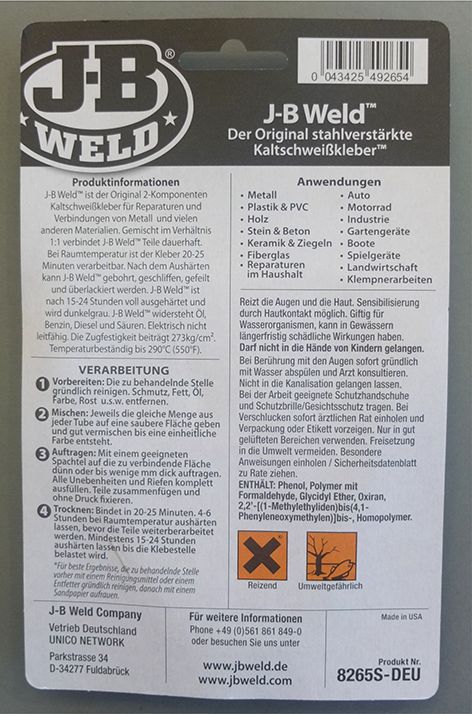 J-B
WELD
®
0 043425 492654
J-B Weld™
Der Original stahlverstärkte
Kaltschweißkleber™
Produktinformationen
J-B Weld™ ist der Original 2-Komponenten
Kaltschweißkleber für Reparaturen und
Verbindungen von Metall und vielen
anderen Materialien. Gemischt im Verhältnis
1:1 verbindet J-B Weld™ Teile dauerhaft.
Bei Raumtemperatur ist der Kleber 20-25
Minuten verarbeitbar. Nach dem Aushärten
kann J-B Weld™ gebohrt, geschliffen, gefeilt
und überlackiert werden. J-B Weld™ ist
nach 15-24 Stunden voll ausgehärtet und
wird dunkelgrau. J-B Weld™ widersteht Öl,
Benzin, Diesel und Säuren. Elektrisch nicht
leitfähig. Die Zugfestigkeit beiträgt 273kg/cm².
Temperaturbeständig bis 290°C (550°F).
VERARBEITUNG
1 Vorbereiten: Die zu behandelnde Stelle
gründlich reinigen. Schmutz, Fett, Öl,
Farbe, Rost u.s.w. entfernen.
2 Mischen: Jeweils die gleiche Menge aus
jeder Tube auf eine saubere Fläche geben
und gut vermischen bis eine einheitliche
Farbe entsteht.
3 Auftragen: Mit einem geeigneten
Spachtel auf die zu verbindende Fläche
dünn oder bis wenige mm dick auftragen.
Alle Unebenheiten und Riefen komplett
ausfüllen. Teile zusammenfügen und
ohne Druck fixieren.
4 Trocknen: Bindet in 20-25 Minuten. 4-6
Stunden bei Raumtemperatur aushärten
lassen, bevor die Teile weiterberarbeitet
werden. Mindestens 15-24 Stunden
aushärten lassen bis die Klebestelle
belastet wird.
*Für beste Ergebnisse, die zu behandelnde Stelle
vorher mit einem Reinigungsmittel oder einem
Entfetter gründlich reinigen, danach mit einem
Sandpapier aufrauen.
Anwendungen
• Metall
• Plastik & PVC
• Holz
• Stein & Beton
• Keramik & Ziegeln
• Fiberglas
• Reparaturen
im Haushalt
• Auto
• Motorrad
• Industrie
• Gartengeräte
• Boote
• Spielgeräte
• Landwirtschaft
• Klempnerarbeiten
Reizt die Augen und die Haut. Sensibilisierung
durch Hautkontakt möglich. Giftig für
Wasserorganismen, kann in Gewässern
längerfristig schädliche Wirkungen haben.
Darf nicht in die Hände von Kindern gelangen.
Bei Berührung mit den Augen sofort gründlich
mit Wasser abspülen und Arzt konsultieren.
Nicht in die Kanalisation gelangen lassen.
Bei der Arbeit geeignete Schutzhandschuhe
und Schutzbrille/Gesichtsschutz tragen. Bei
Verschlucken sofort ärztlichen Rat einholen und
Verpackung oder Etikett vorzeigen. Nur in gut
gelüfteten Bereichen verwenden. Freisetzung
in die Umwelt vermeiden. Besondere
Anweisungen einholen / Sicherheitsdatenblatt
zu Rate ziehen.
ENTHÄLT: Phenol, Polymer mit
Formaldehyde, Glycidyl Ether, Oxiran,
2,2'-[(1-Methylethyliden)bis(4,1-
Phenyleneoxymethylen)]bis-, Homopolymer.
Reizend
Umweltgefährlich
J-B Weld Company
Vetrieb Deutschland
UNICO NETWORK
Parkstrasse 34
D-34277 Fuldabrück
Für weitere Informationen
Phone +49 (0)561 861 849-0
oder besuchen Sie uns unter
www.jbweld.de
www.jbweld.com
Made in USA
Produkt Nr.
8265S-DEU